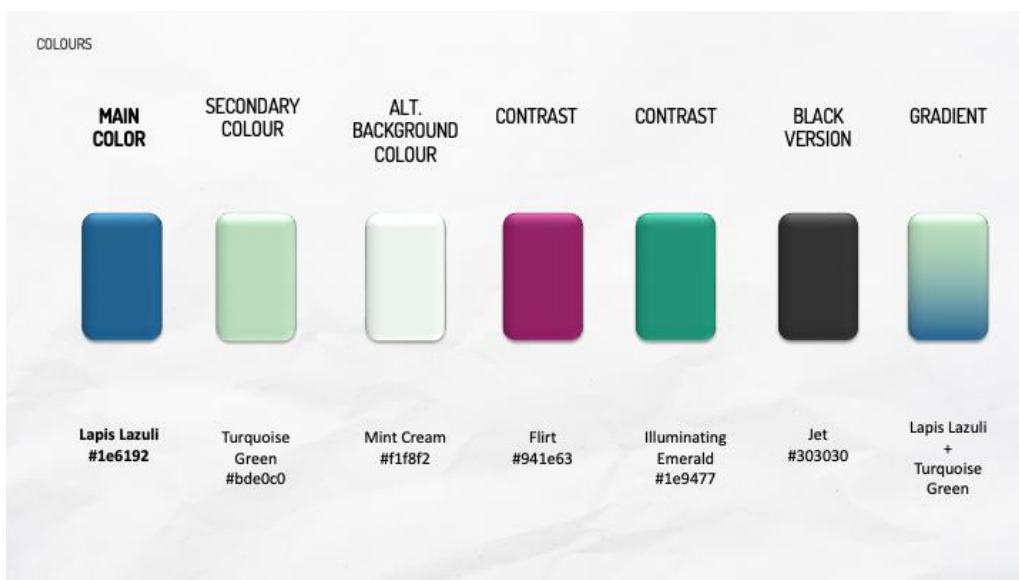 COLOURS
MAIN
COLOR
SECONDARY
COLOUR
ALT.
BACKGROUND
COLOUR
CONTRAST
CONTRAST
BLACK
VERSION
GRADIENT
Lapis Lazuli
#1e6192
Turquoise
Green
#bde0c0
Mint Cream
#f1f8f2
Flirt
#941e63
Illuminating
Emerald
#1e9477
Jet
#303030
Lapis Lazuli
+
Turquoise
Green